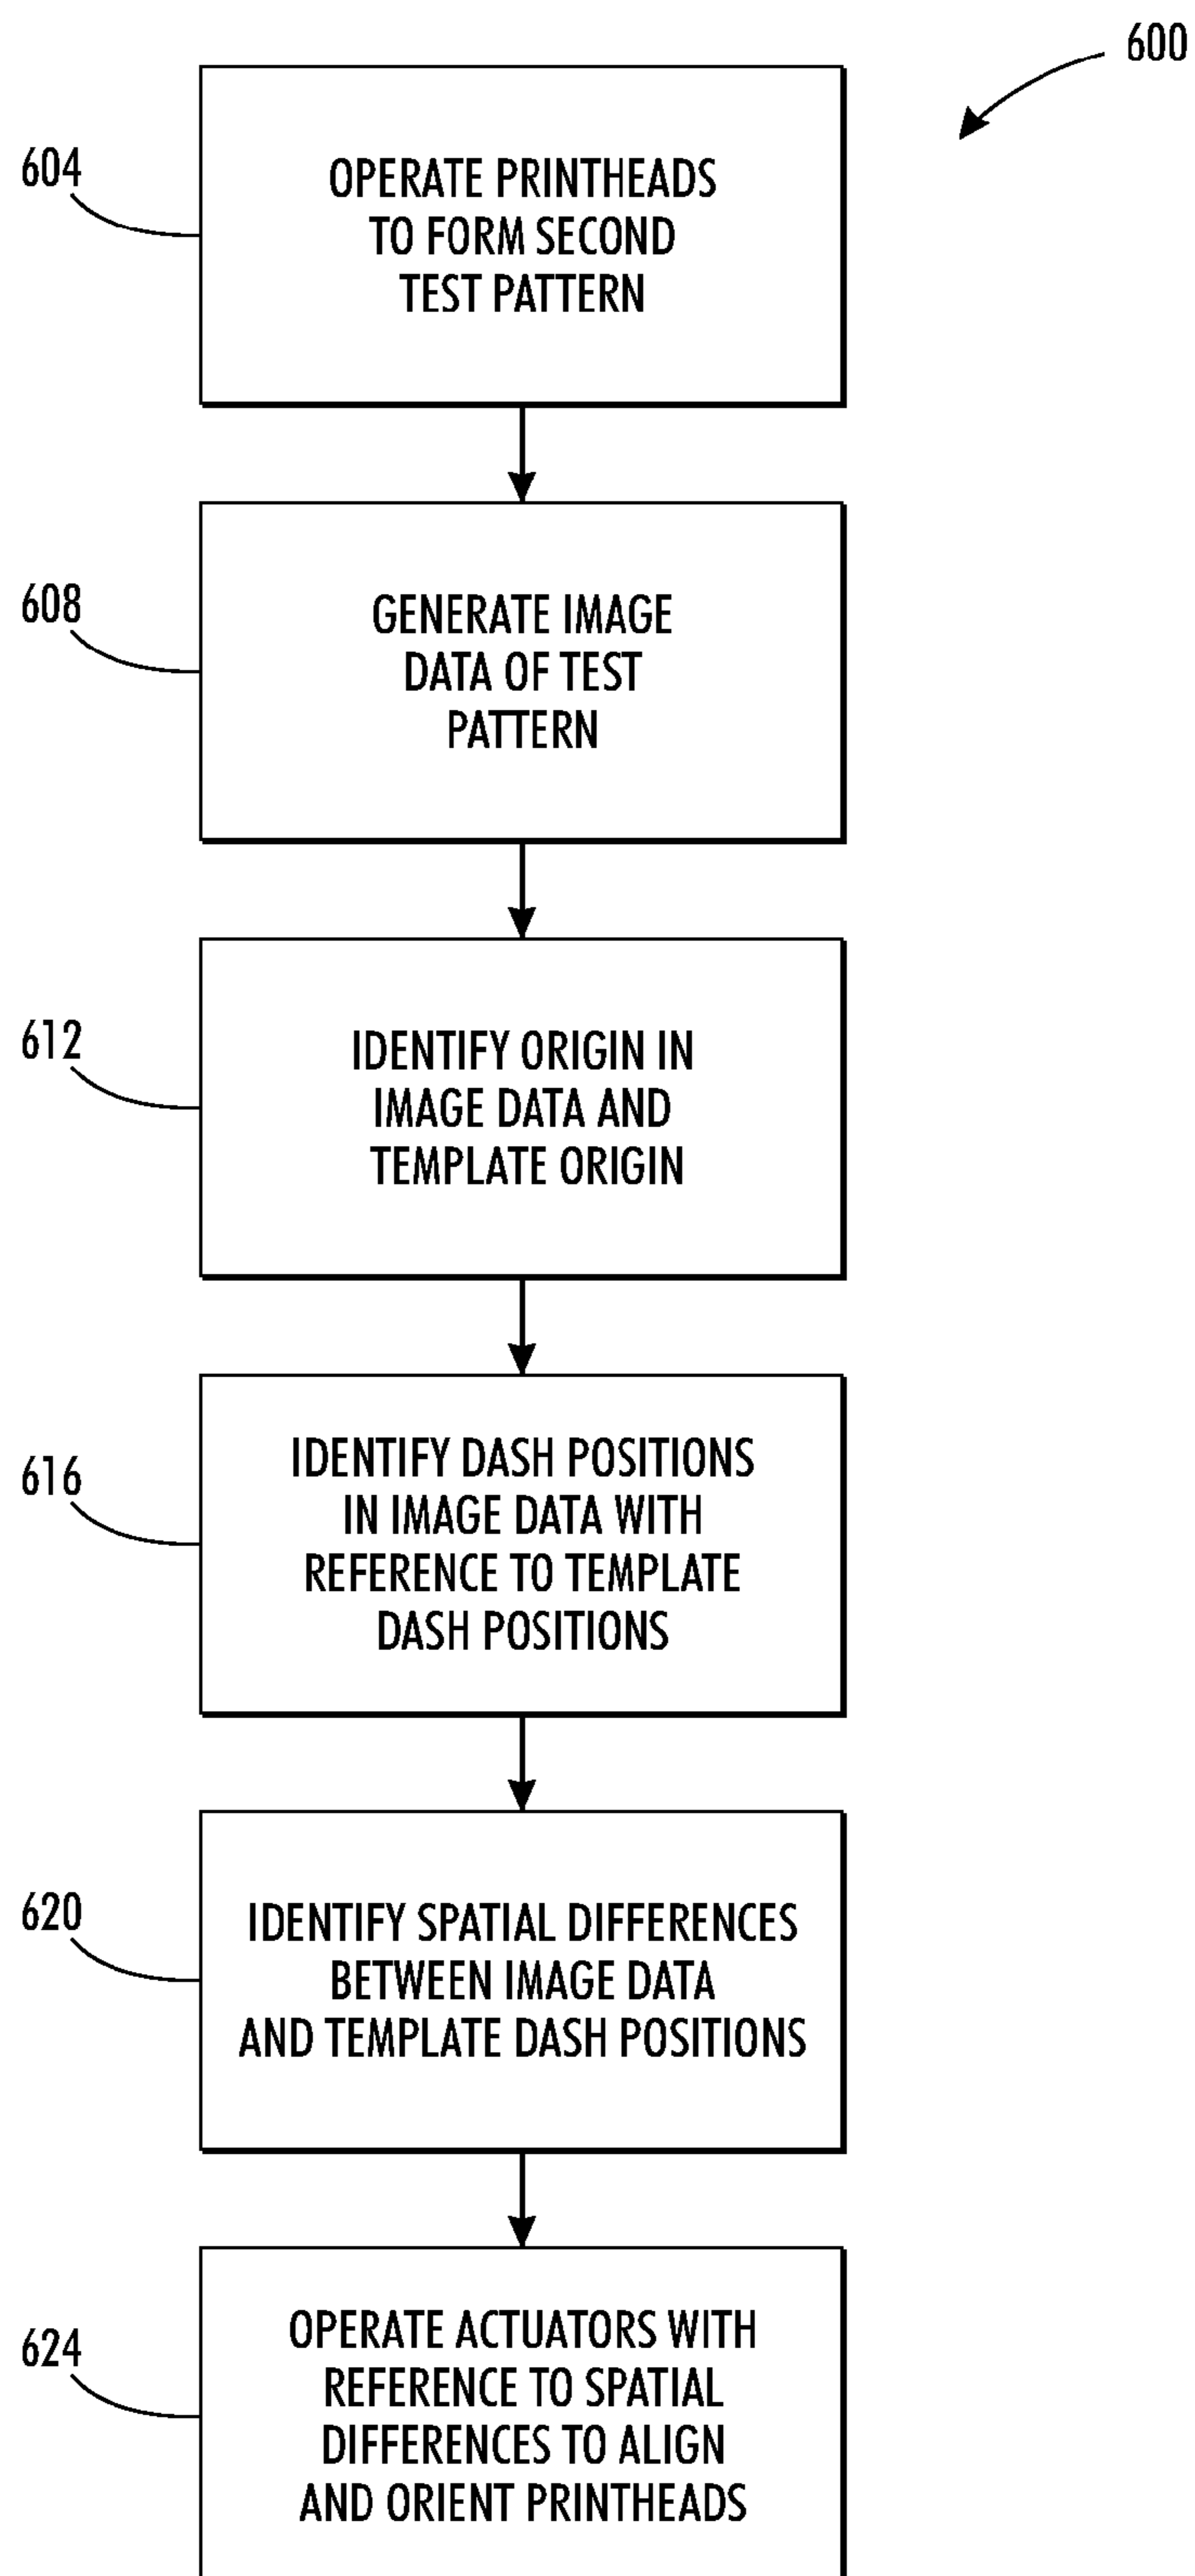 600
604
OPERATE PRINTHEADS
TO FORM SECOND
TEST PATTERN
608
GENERATE IMAGE
DATA OF TEST
PATTERN
612
IDENTIFY ORIGIN IN
IMAGE DATA AND
TEMPLATE ORIGIN
616
IDENTIFY DASH POSITIONS
IN IMAGE DATA WITH
REFERENCE TO TEMPLATE
DASH POSITIONS
620
IDENTIFY SPATIAL DIFFERENCES
BETWEEN IMAGE DATA
AND TEMPLATE DASH POSITIONS
624
OPERATE ACTUATORS WITH
REFERENCE TO SPATIAL
DIFFERENCES TO ALIGN
AND ORIENT PRINTHEADS